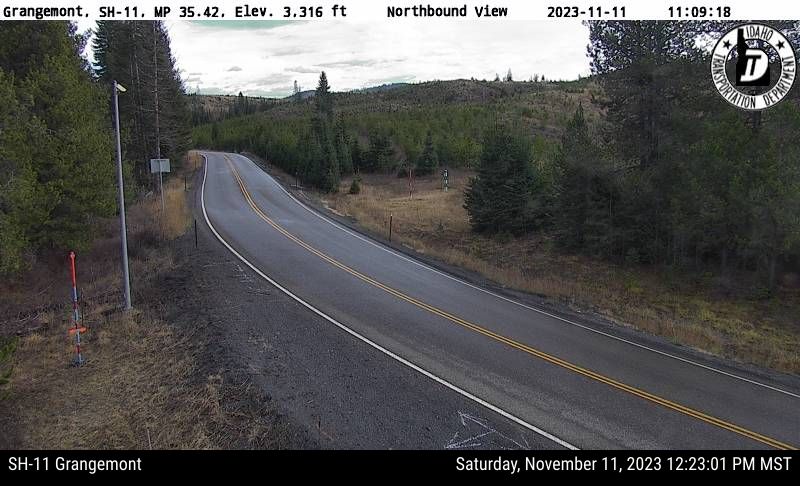 Grangemont, SH-11, MP 35.42, Elev. 3,316 ft Northbound View 2023-11-11 11:09:18
IDAHO
TRANSPORTATION DEPARTMENT
SH-11 Grangemont Saturday, November 11, 2023 12:23:01 PM MST